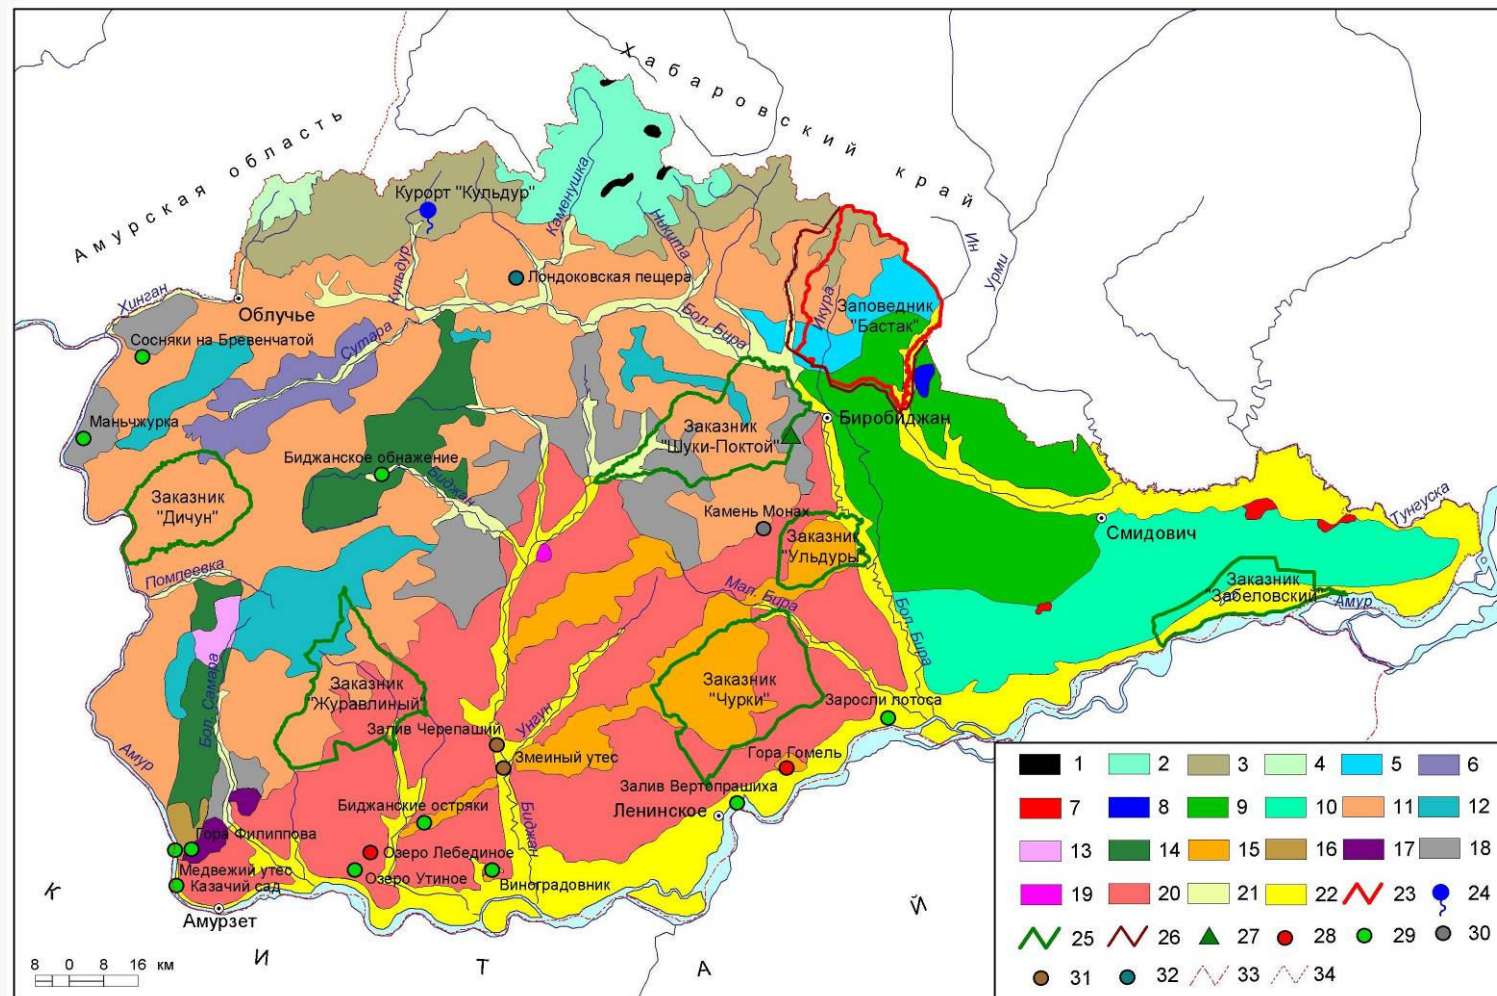 Хабаровский край
Амурская область
Каменушка
Курорт "Кульдур"
Никита
Ин
Урми
Кульдур
Лондоковская пещера
Хинган
Облучье
Икура
Заповедник
"Бастак"
Бол. Бира
Сутара
Сосняки на Бревенчатой
Маньчжурка
Биробиджан
Заказник
"Шуки-Поктой"
Биджанское обнажение
Биджан
Заказник
"Дичун"
Камень Монах
Заказник
"Ульдуры"
Смидович
Тунгуска
Помпеевка
Мал. Бира
Заказник
"Забеловский"
Амур
Бол. Бира
Бол. Самара
Заказник
"Журавлиный"
Заказник
"Чурки"
Заросли лотоса
Залив Черепаший
Унгун
Амур
Змеиный утес
Гора Гомель
Залив Вертопрашиха
Биджанские остряки
Ленинское
Биджан
Гора Филиппова
Озеро Лебединое
Медвежий утес
Озеро Утиное
Виноградовник
Казачий сад
Амурзет
КИТАЙ
8 0 8 16 км
1 2 3 4 5 6
7 8 9 10 11 12
13 14 15 16 17 18
19 20 21 22 23 24
25 26 27 28 29 30
31 32 33 34